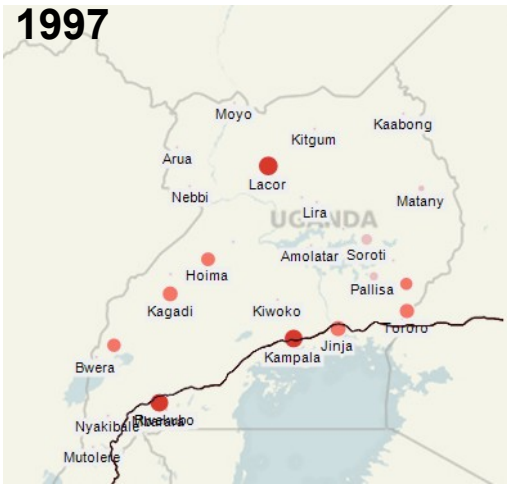 1997
Moyo
Kaabong
Kitgum
Arua
Lacor
Nebbi
Matany
Lira
UGANDA
Amolatar
Soroti
Hoima
Pallisa
Kagadi
Kiwoko
Tororo
Jinja
Kampala
Bwera
Nyakibale
Mutolere